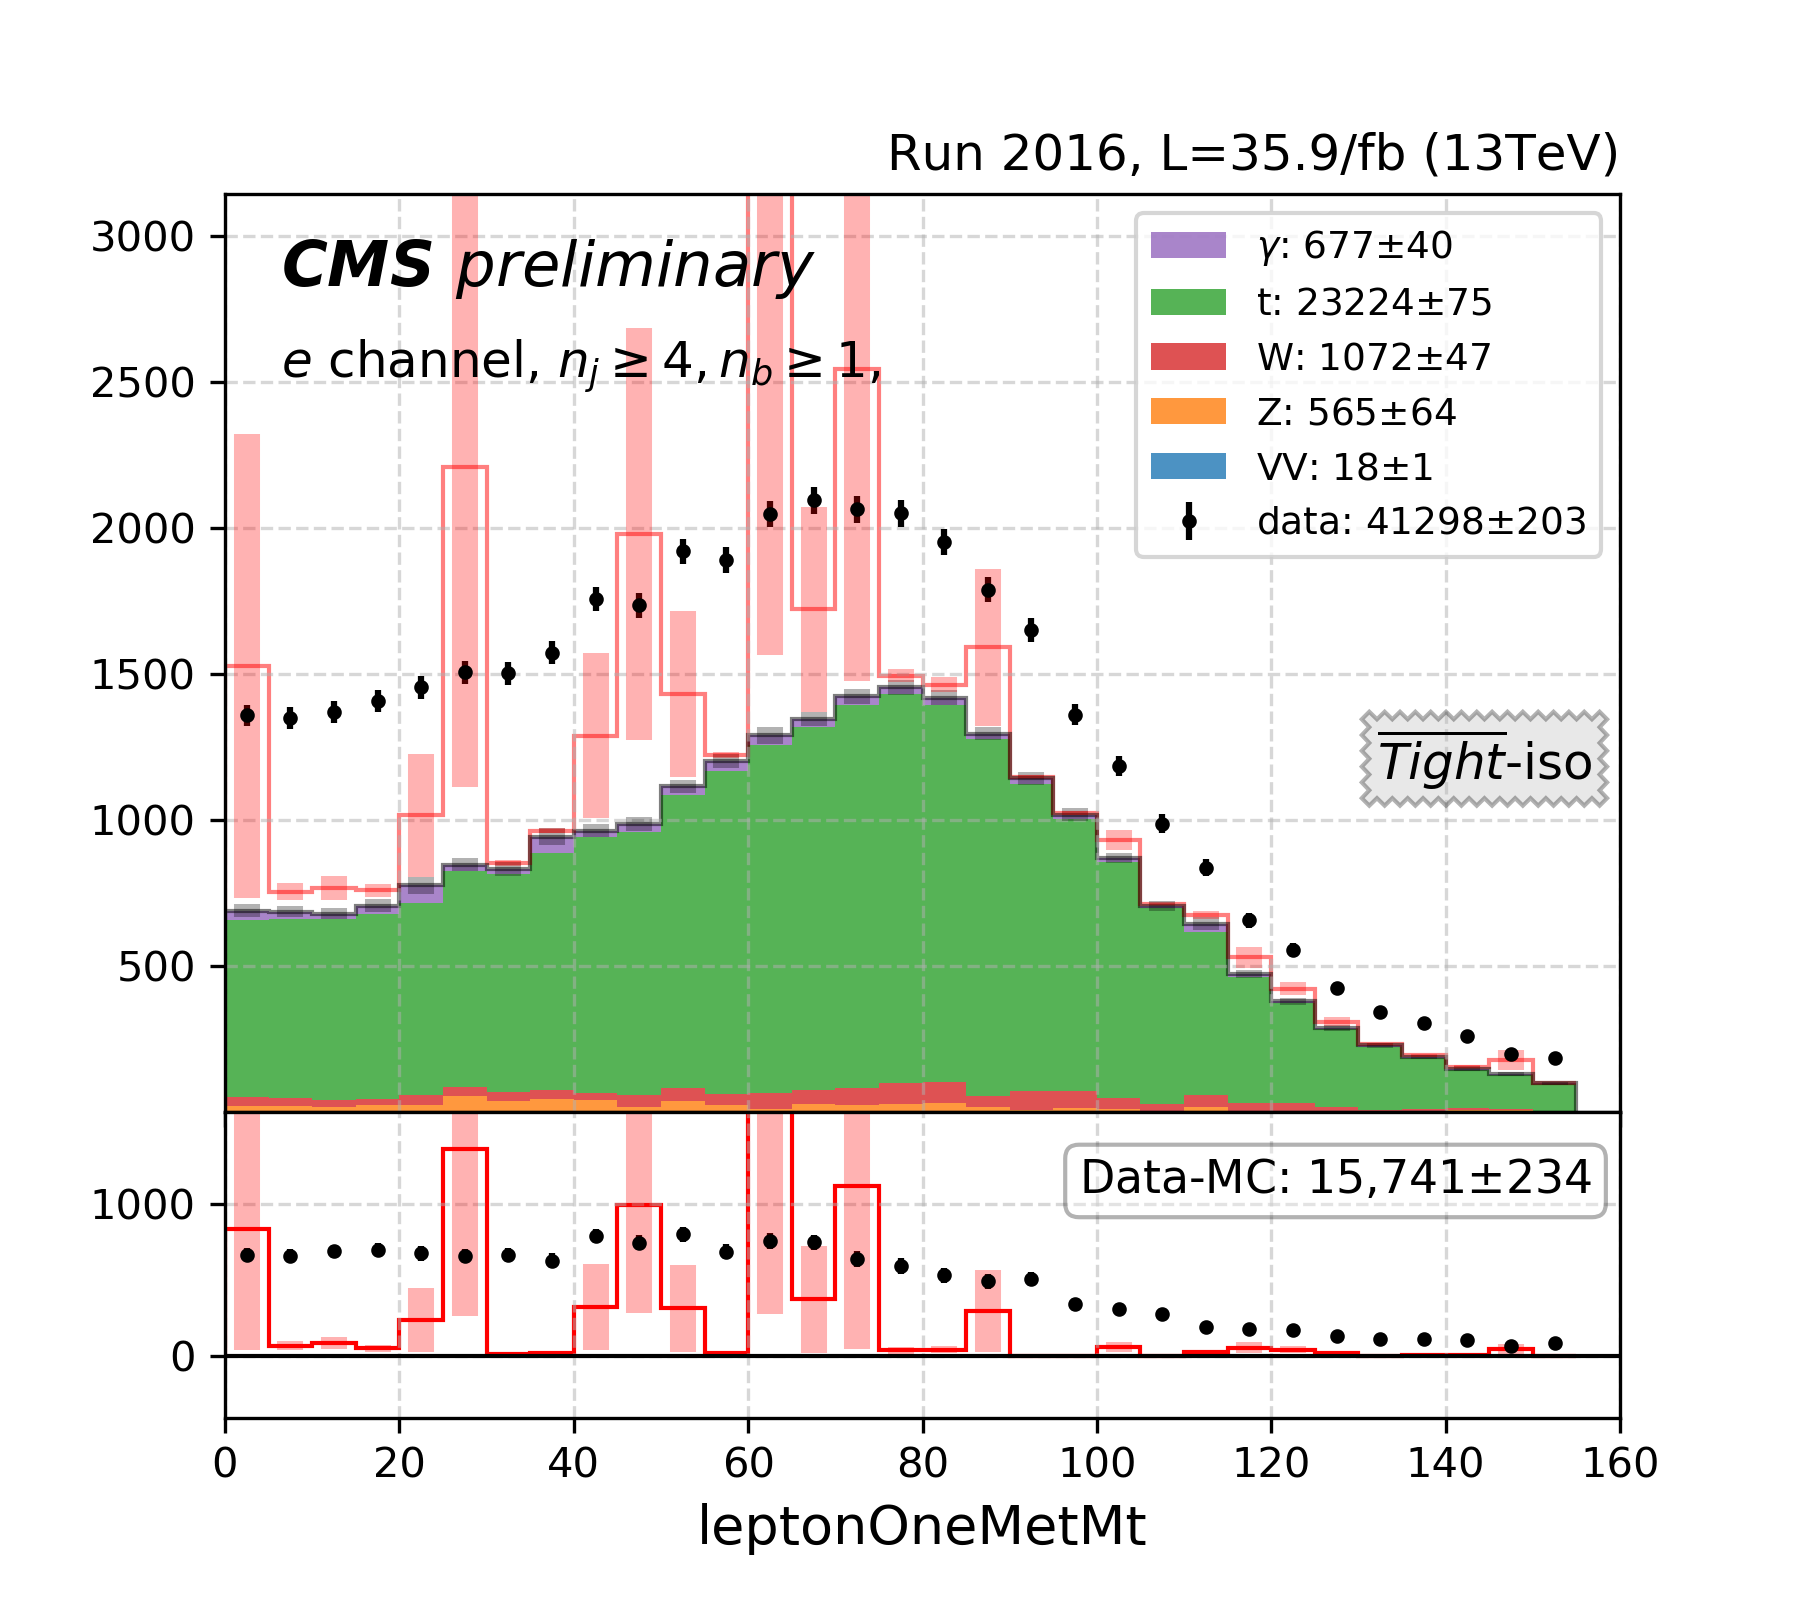 Run 2016, L=35.9/fb (13TeV)
3000
2500
2000
1500
1000
500
CMS preliminary
e channel, n_j ≥ 4, n_b ≥ 1,
γ: 677±40
t: 23224±75
W: 1072±47
Z: 565±64
VV: 18±1
data: 41298±203
Tight-iso
Data-MC: 15,741±234
1000
0
0 20 40 60 80 100 120 140 160
leptonOneMetMt